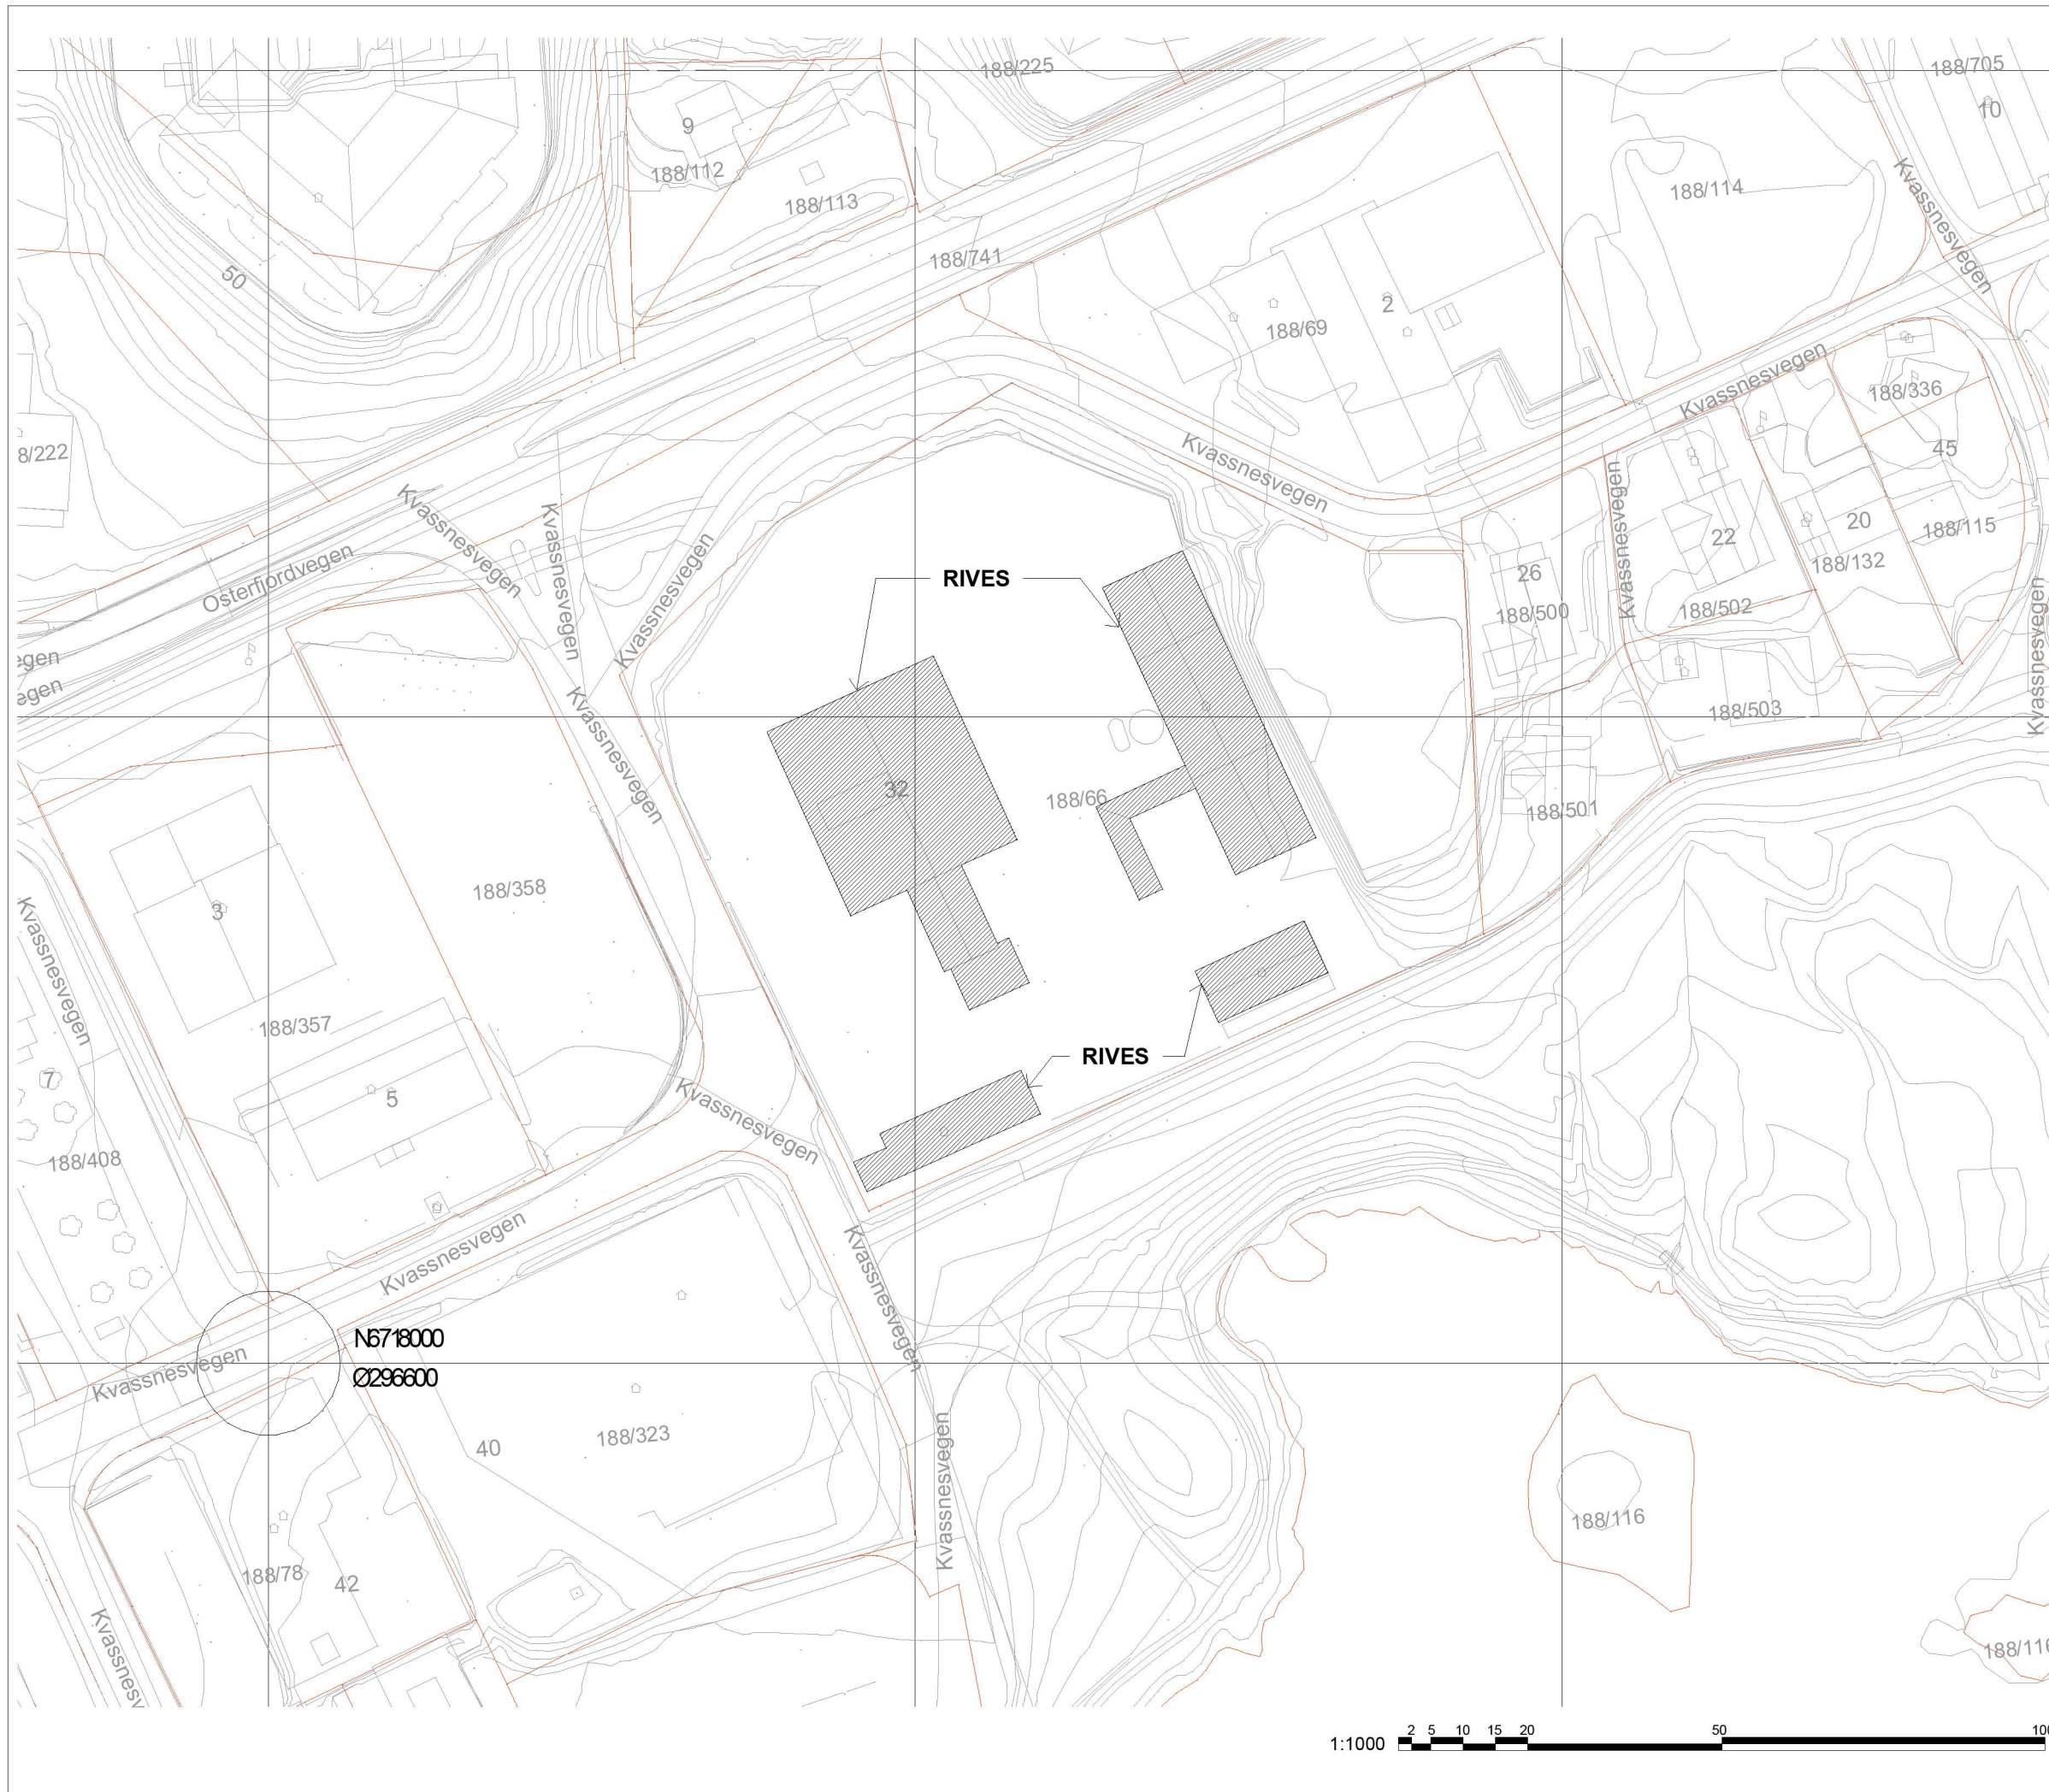 188/225
188/705
10
9
188/112
188/113
188/114
Kvassnesvegen
50
188/741
188/69
2
Kvassnesvegen
188/336
8/222
45
Kvassnesvegen
Kvassnesvegen
Kvassnesvegen
Kvassnesvegen
Kvassnesvegen
22
20
188/115
188/132
Osterfjordvegen
RIVES
26
188/500
188/502
Kvassnesvegen
Kvassnesvegen
egen
egen
188/503
Kvassnesvegen
32
188/66
188/501
188/358
3
Kvassnesvegen
188/357
5
7
RIVES
Kvassnesvegen
188/408
Kvassnesvegen
Kvassnesvegen
N6718000
Ø296600
Kvassnesvegen
40
188/323
Kvassnesvegen
188/116
188/78
42
Kvassnesv
188/116
1:1000
2 5 10 15 20 50 100